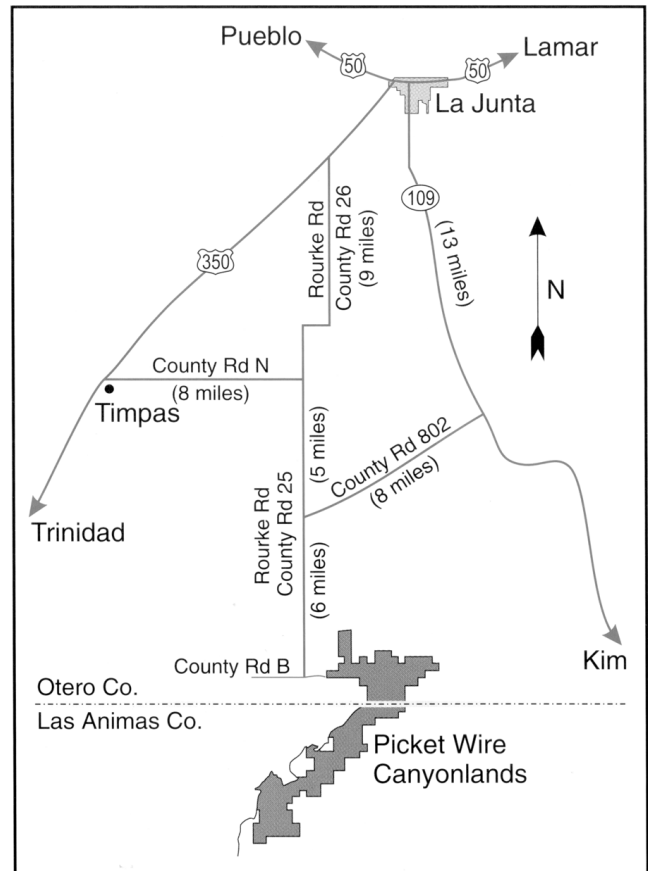 Pueblo
50
50
Lamar
La Junta
109
(13 miles)
Rourke Rd
County Rd 26
(9 miles)
350
N
County Rd N
(8 miles)
Timpas
(5 miles)
County Rd 802
(8 miles)
Rourke Rd
County Rd 25
(6 miles)
Trinidad
Kim
County Rd B
Otero Co.
Las Animas Co.
Picket Wire
Canyonlands